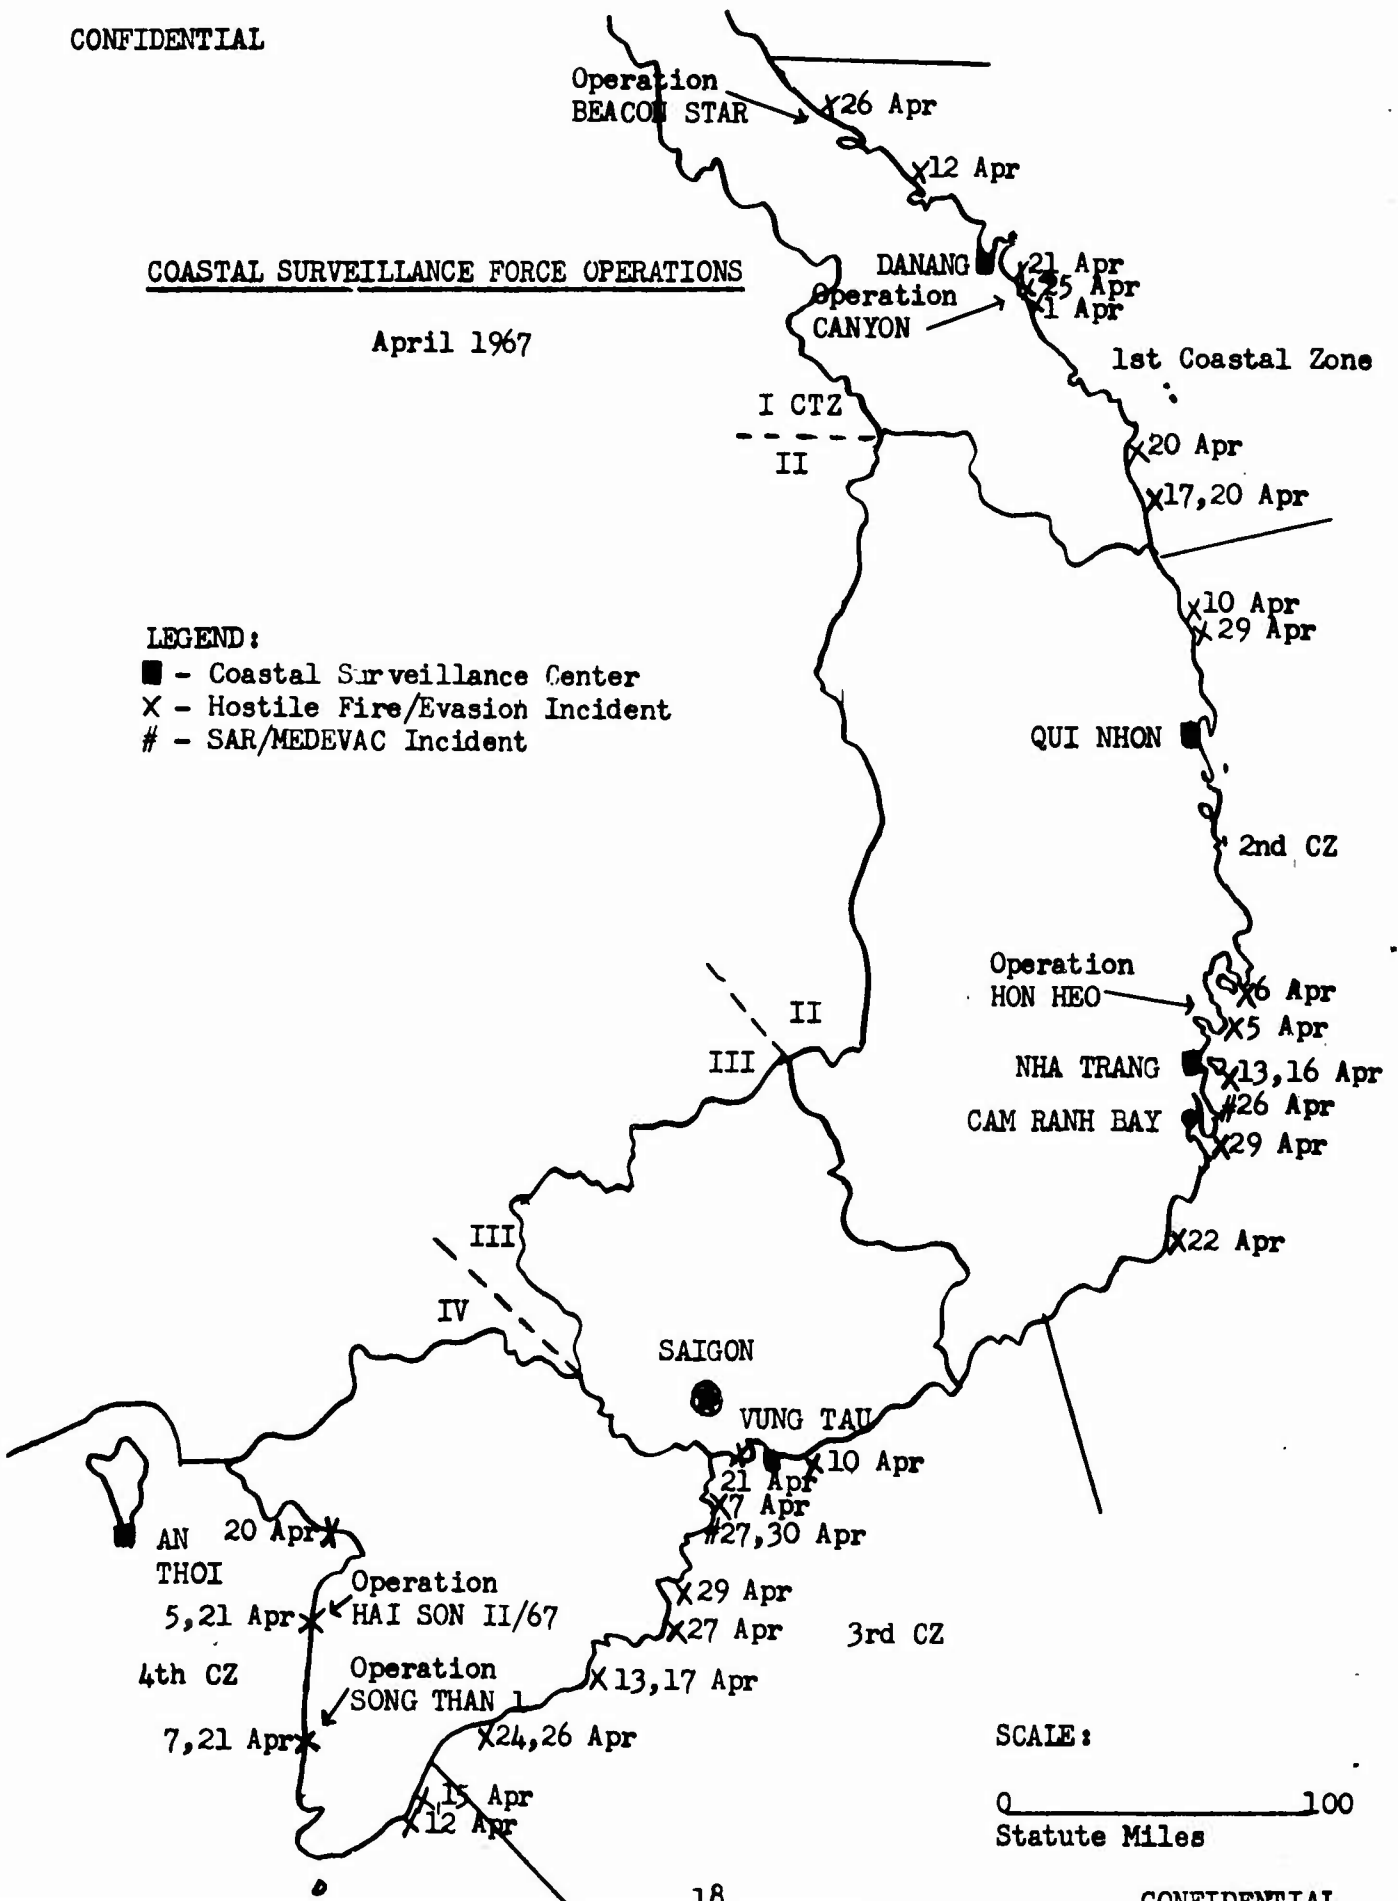 CONFIDENTIAL
Operation
BEACON STAR
26 Apr
12 Apr
COASTAL SURVEILLANCE FORCE OPERATIONS
April 1967
DANANG
21 Apr
25 Apr
1 Apr
Operation
CANYON
1st Coastal Zone
I CTZ
II
20 Apr
17,20 Apr
10 Apr
29 Apr
LEGEND:
■ - Coastal Surveillance Center
X - Hostile Fire/Evasion Incident
# - SAR/MEDEVAC Incident
QUI NHON
2nd CZ
Operation
HON HEO
6 Apr
5 Apr
II
III
NHA TRANG
13,16 Apr
#26 Apr
CAM RANH BAY
29 Apr
III
22 Apr
IV
SAIGON
VUNG TAU
10 Apr
21 Apr
7 Apr
#27,30 Apr
20 Apr
AN
THOI
Operation
HAI SON II/67
5,21 Apr
29 Apr
27 Apr
3rd CZ
4th CZ
Operation
SONG THAN 1
13,17 Apr
7,21 Apr
24,26 Apr
15 Apr
12 Apr
SCALE:
0 100
Statute Miles
18
CONFIDENTIAL